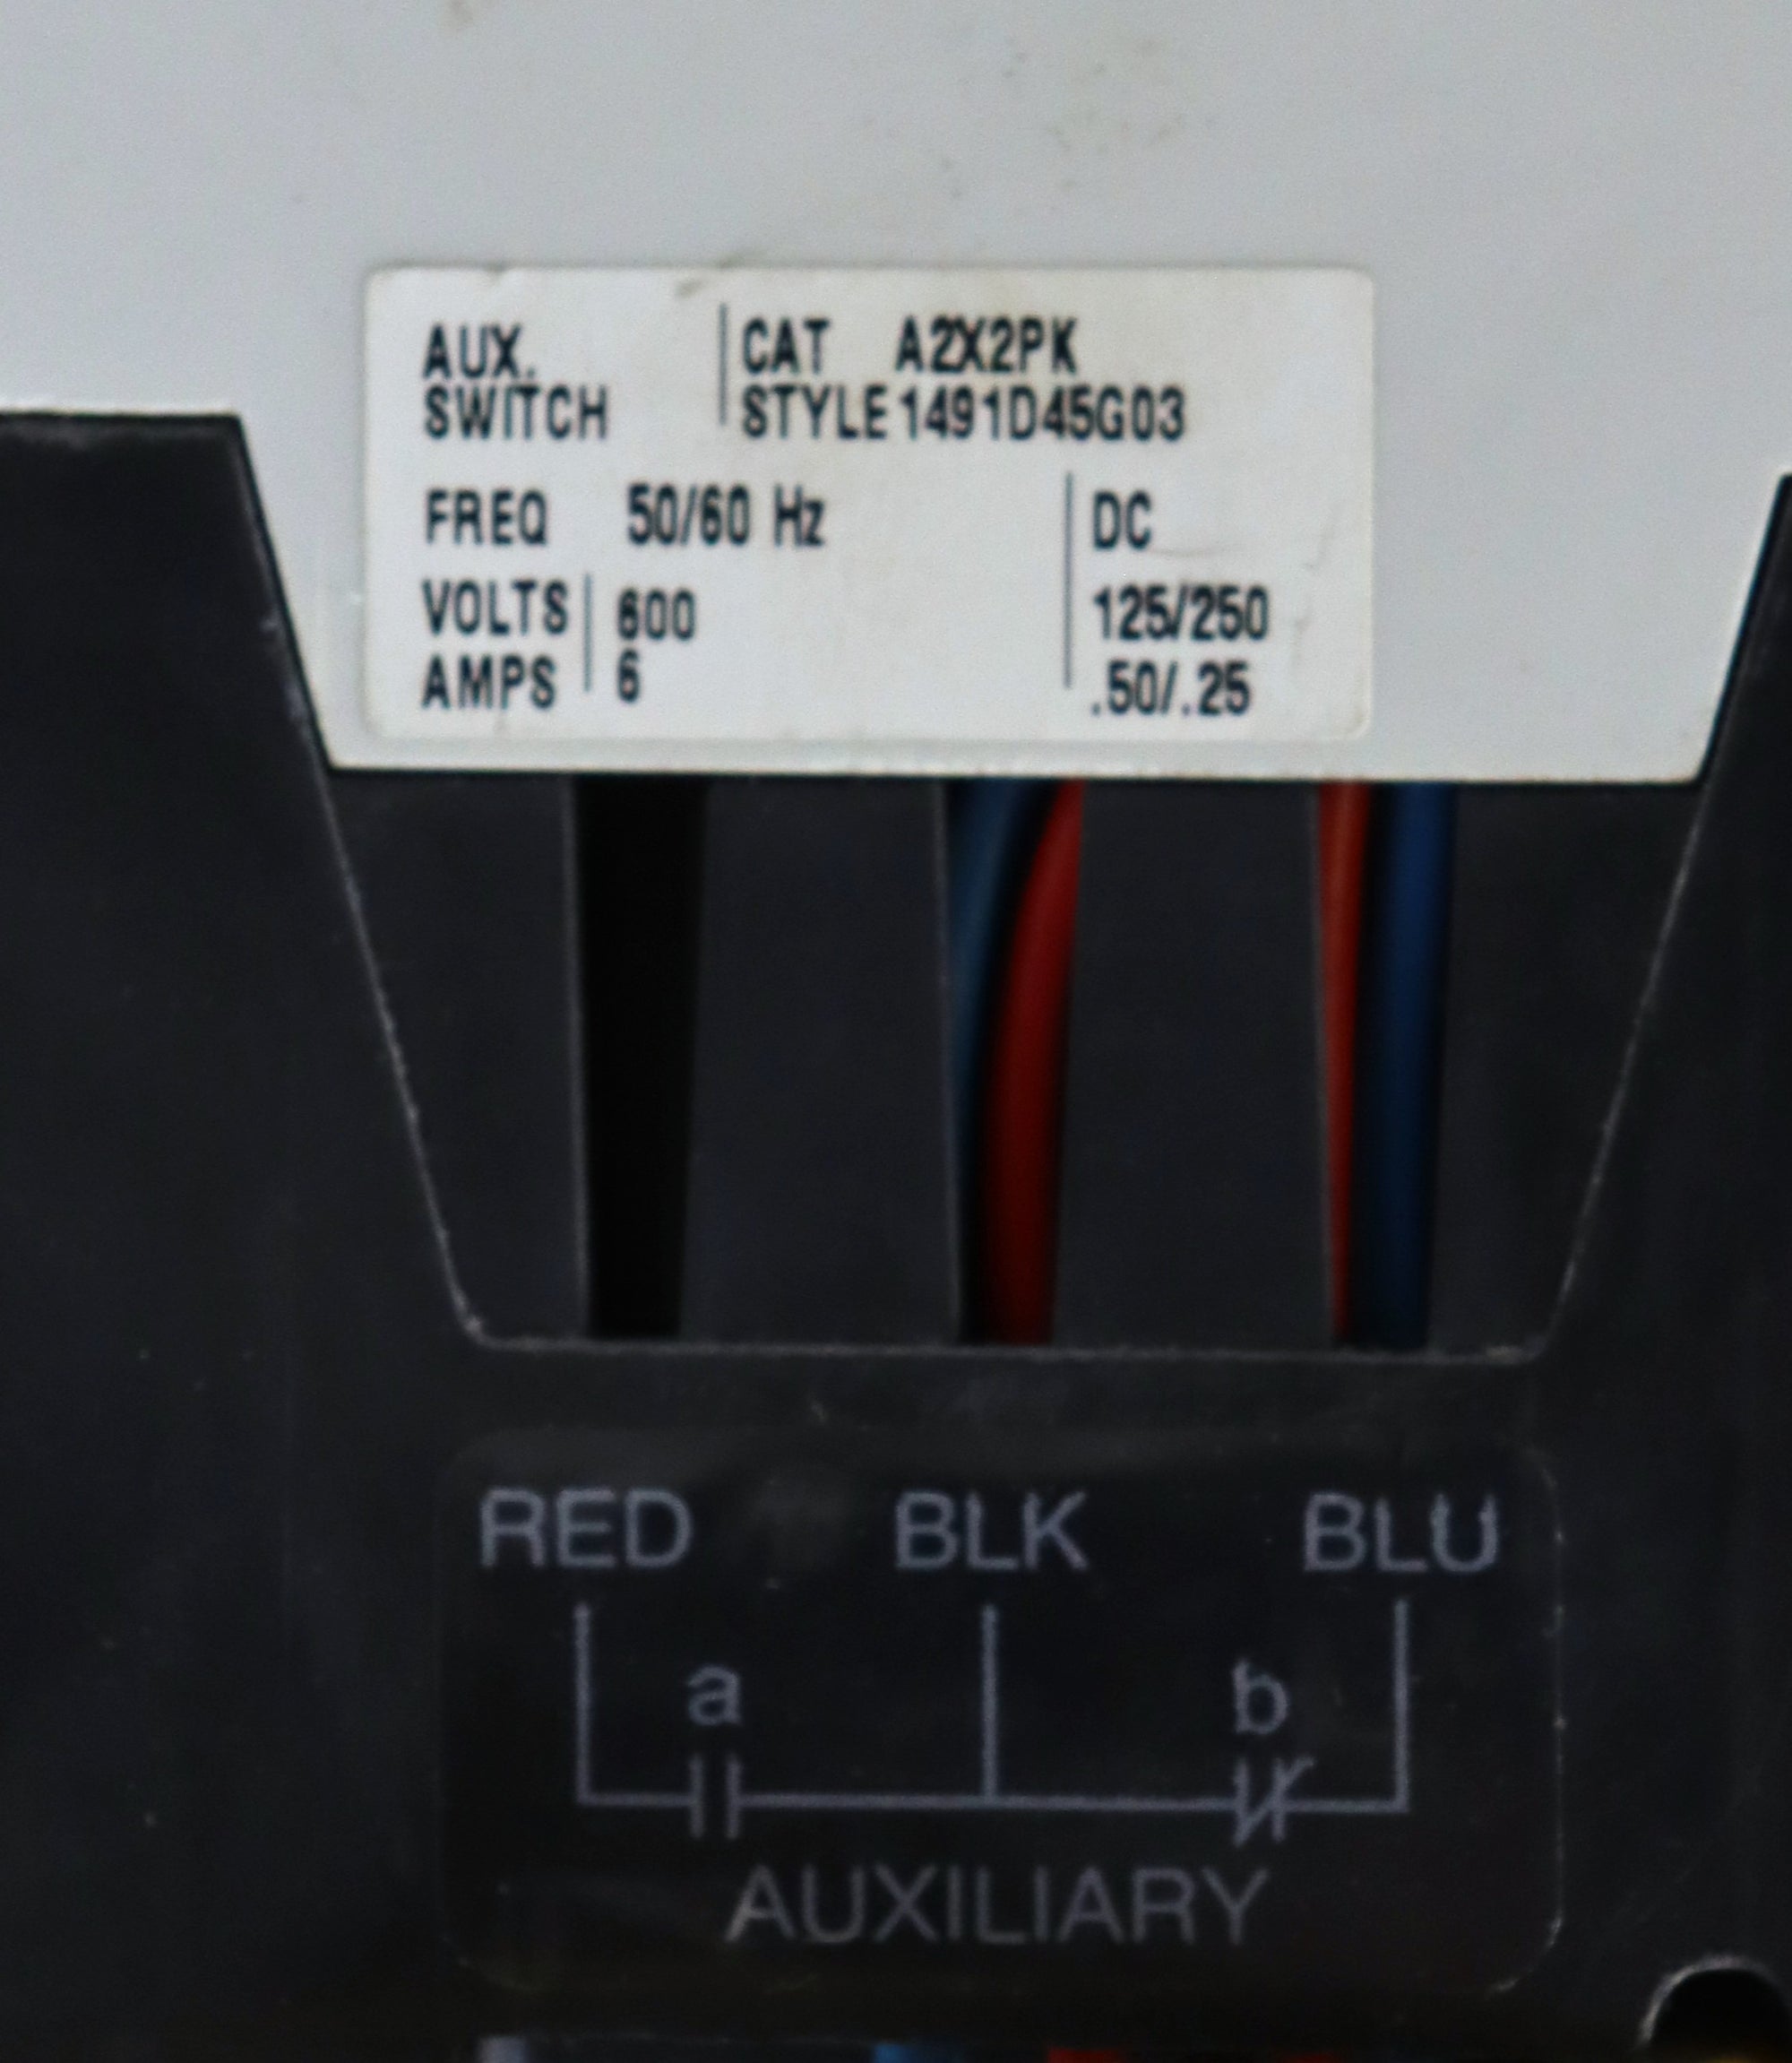 AUX. CAT A2X2PK
SWITCH STYLE 1491D45G03
FREQ 50/60 Hz DC
VOLTS 600 125/250
AMPS 6 .50/.25
RED BLK BLU
a b
AUXILIARY